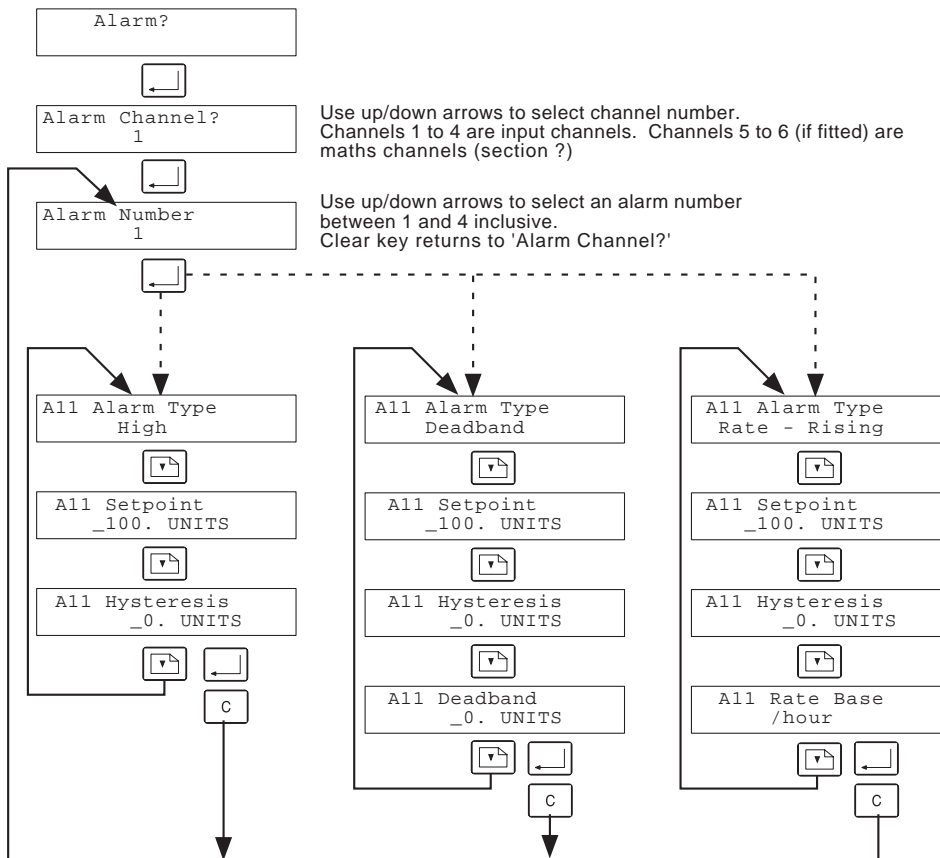 Alarm?
Alarm Channel?
1
Use up/down arrows to select channel number.
Channels 1 to 4 are input channels. Channels 5 to 6 (if fitted) are
maths channels (section ?)
Alarm Number
1
Use up/down arrows to select an alarm number
between 1 and 4 inclusive.
Clear key returns to 'Alarm Channel?'
A11 Alarm Type
High
A11 Setpoint
_100. UNITS
A11 Hysteresis
_0. UNITS
C
A11 Alarm Type
Deadband
A11 Setpoint
_100. UNITS
A11 Hysteresis
_0. UNITS
A11 Deadband
_0. UNITS
C
A11 Alarm Type
Rate - Rising
A11 Setpoint
_100. UNITS
A11 Hysteresis
_0. UNITS
A11 Rate Base
/hour
C